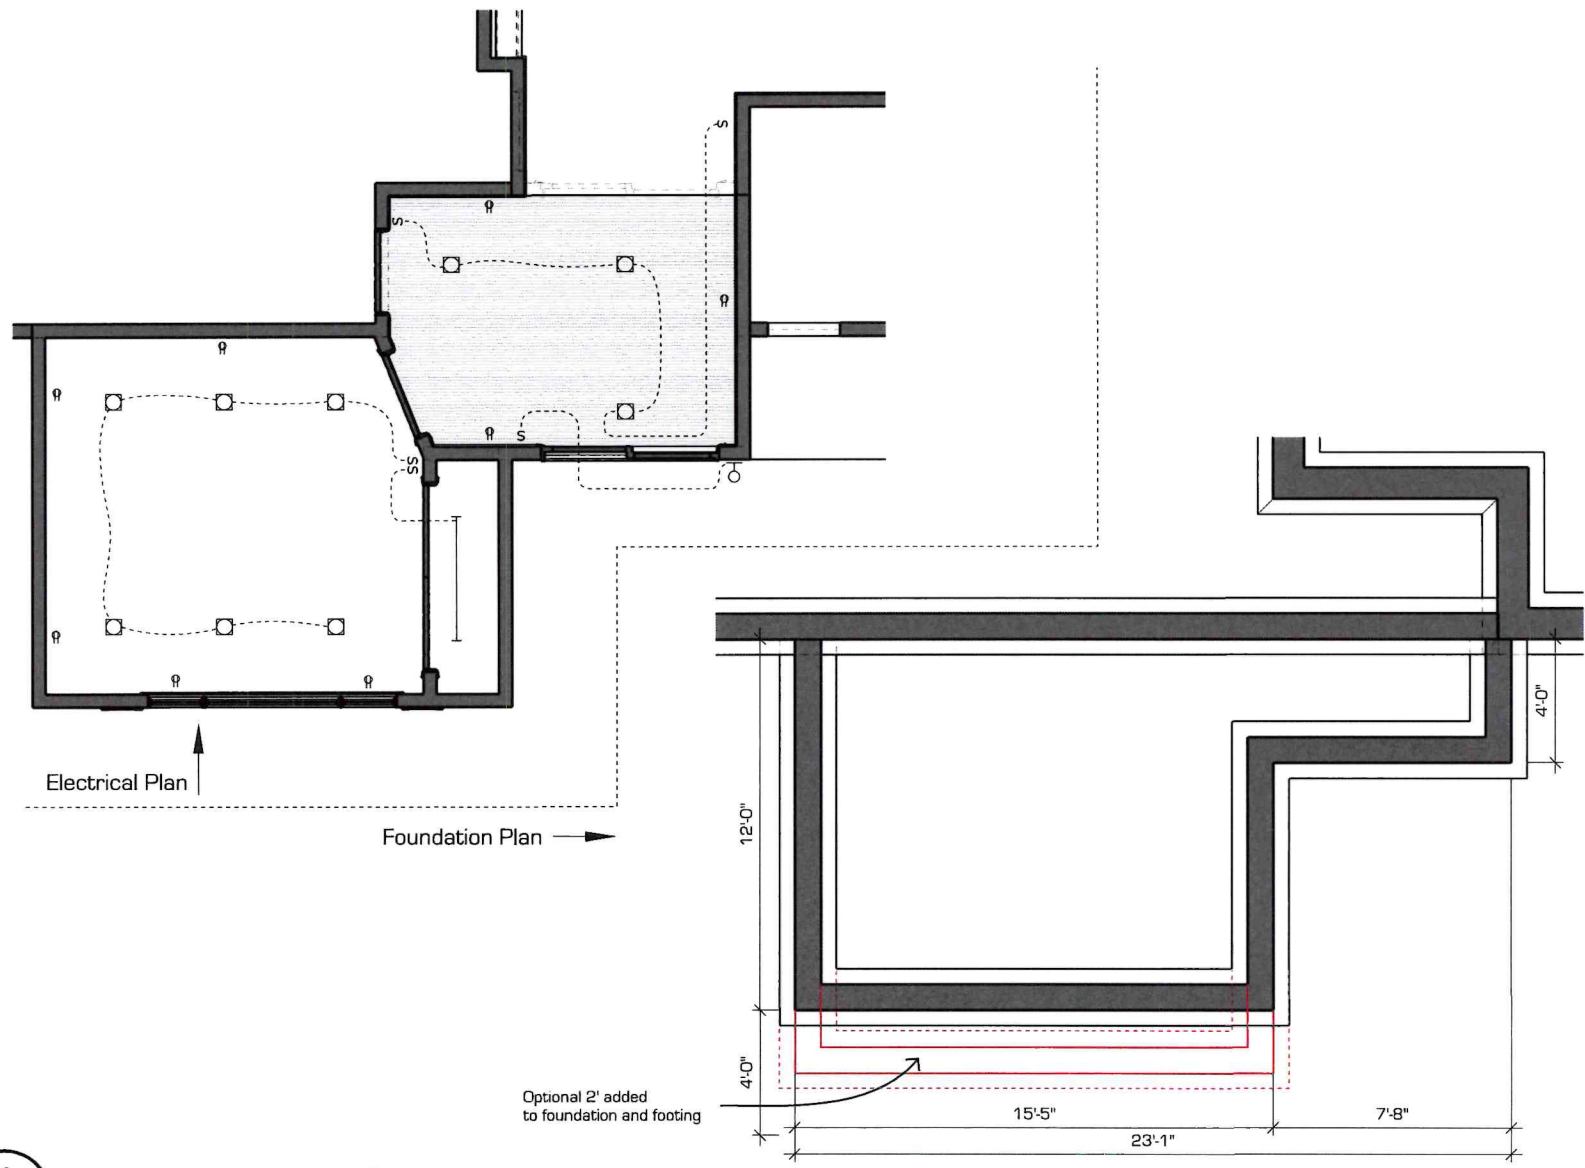 S
S
S
SS
Electrical Plan
Foundation Plan
4'-0"
12'-0"
4'-0"
Optional 2' added
to foundation and footing
15'-5"
7'-8"
23'-1"